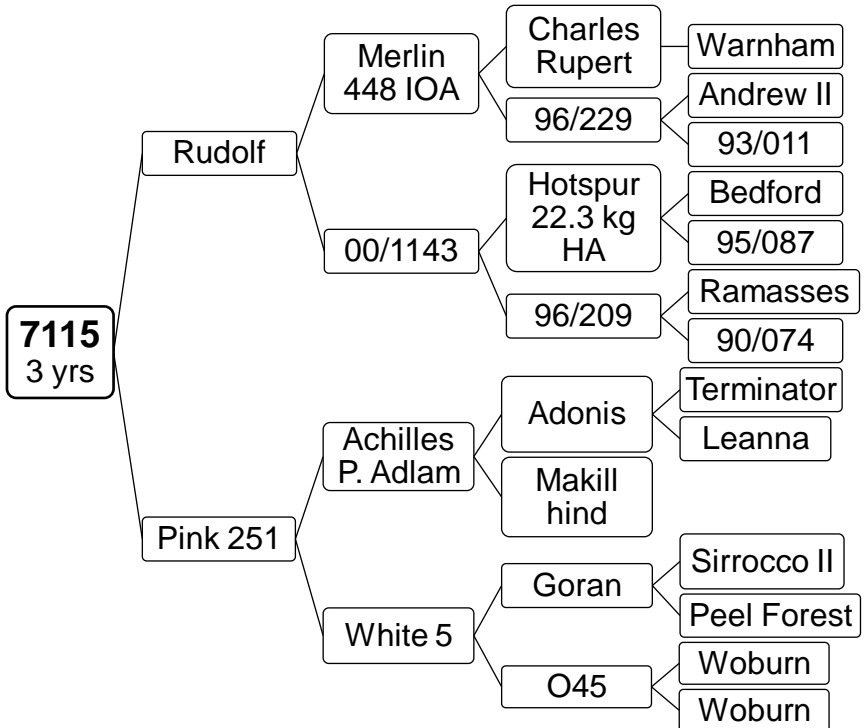 7115
3 yrs
Rudolf
Pink 251
Merlin
448 IOA
00/1143
Achilles
P. Adlam
White 5
Charles
Rupert
96/229
Hotspur
22.3 kg
HA
96/209
Adonis
Makill
hind
Goran
O45
Warnham
Andrew II
93/011
Bedford
95/087
Ramasses
90/074
Terminator
Leanna
Sirrocco II
Peel Forest
Woburn
Woburn